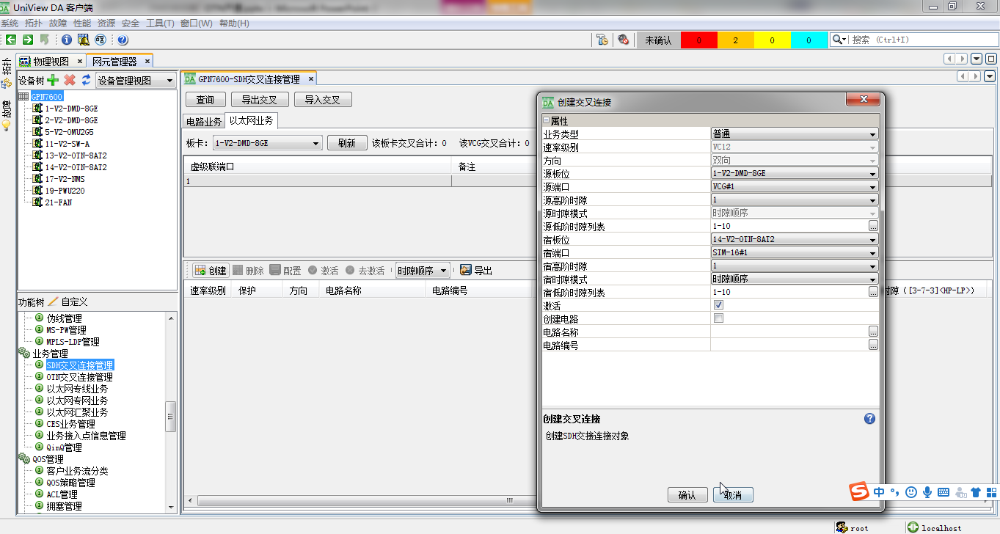 DA UniView DA 客户端
系统 拓扑 故障 性能 资源 安全 工具(T) 窗口(W) 帮助(H)
未确认 0 2 0 0 搜索 (Ctrl+I)
物理视图 × 网元管理器 ×
设备树 设备管理视图
GPN7600
1-V2-DMD-8GE
2-V2-DMD-8GE
5-V2-OMU2G5
11-V2-SW-A
13-V2-OTN-8AT2
14-V2-OTN-8AT2
17-V2-NMS
19-PWU220
21-FAN
功能树 自定义
伪线管理
MS-PW管理
MPLS-LDP管理
业务管理
SDH交叉连接管理
OTN交叉连接管理
以太网专线业务
以太网专网业务
以太网汇聚业务
CES业务管理
业务接入点信息管理
QinQ管理
QOS管理
客户业务流分类
QOS策略管理
ACL管理
拥塞管理
DA GPN7600-SDH交叉连接管理 ×
查询 导出交叉 导入交叉
电路业务 以太网业务
板卡: 1-V2-DMD-8GE 刷新 该板卡交叉合计: 0 该VCG交叉合计: 0
虚级联端口 备注
1
创建 删除 配置 激活 去激活 时隙顺序 导出
速率级别 保护 方向 电路名称 电路编号 时隙 ([3-7-3]<HP-LP>)
DA 创建交叉连接
属性
业务类型 普通
速率级别 VC12
方向 双向
源板位 1-V2-DMD-8GE
源端口 VCG#1
源高阶时隙 1
源时隙模式 时隙顺序
源低阶时隙列表 1-10 ...
宿板位 14-V2-OTN-8AT2
宿端口 STM-16#1
宿高阶时隙 1
宿时隙模式 时隙顺序
宿低阶时隙列表 1-10 ...
激活
创建电路
电路名称 ...
电路编号 ...
创建交叉连接
创建SDH交接连接对象
确认 取消
中
root localhost